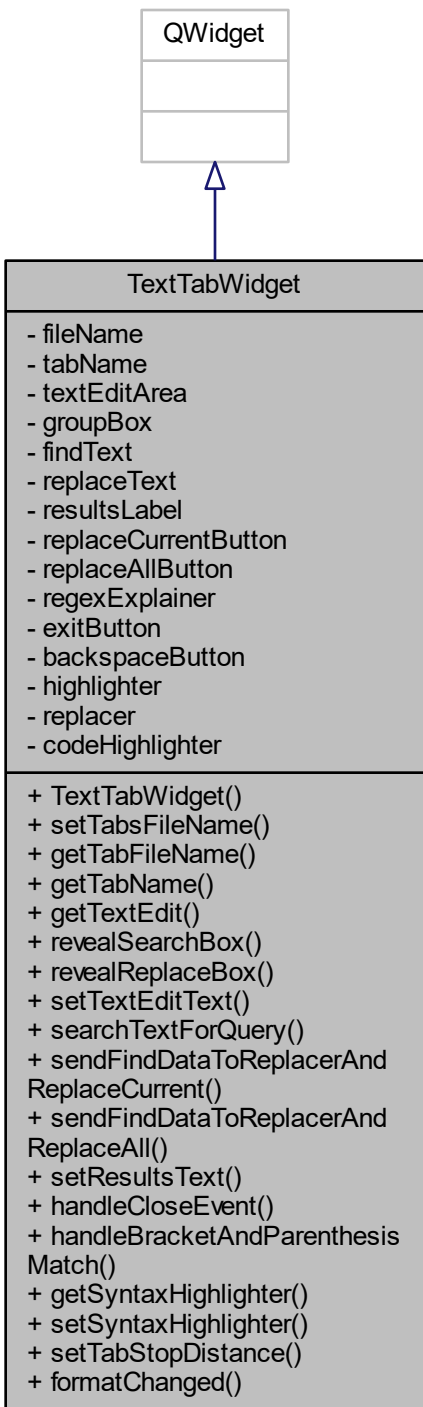 QWidget
TextTabWidget
- fileName
- tabName
- textEditArea
- groupBox
- findText
- replaceText
- resultsLabel
- replaceCurrentButton
- replaceAllButton
- regexExplainer
- exitButton
- backspaceButton
- highlighter
- replacer
- codeHighlighter
+ TextTabWidget()
+ setTabsFileName()
+ getTabFileName()
+ getTabName()
+ getTextEdit()
+ revealSearchBox()
+ revealReplaceBox()
+ setTextEditText()
+ searchTextForQuery()
+ sendFindDataToReplacerAnd
ReplaceCurrent()
+ sendFindDataToReplacerAnd
ReplaceAll()
+ setResultsText()
+ handleCloseEvent()
+ handleBracketAndParenthesis
Match()
+ getSyntaxHighlighter()
+ setSyntaxHighlighter()
+ setTabStopDistance()
+ formatChanged()